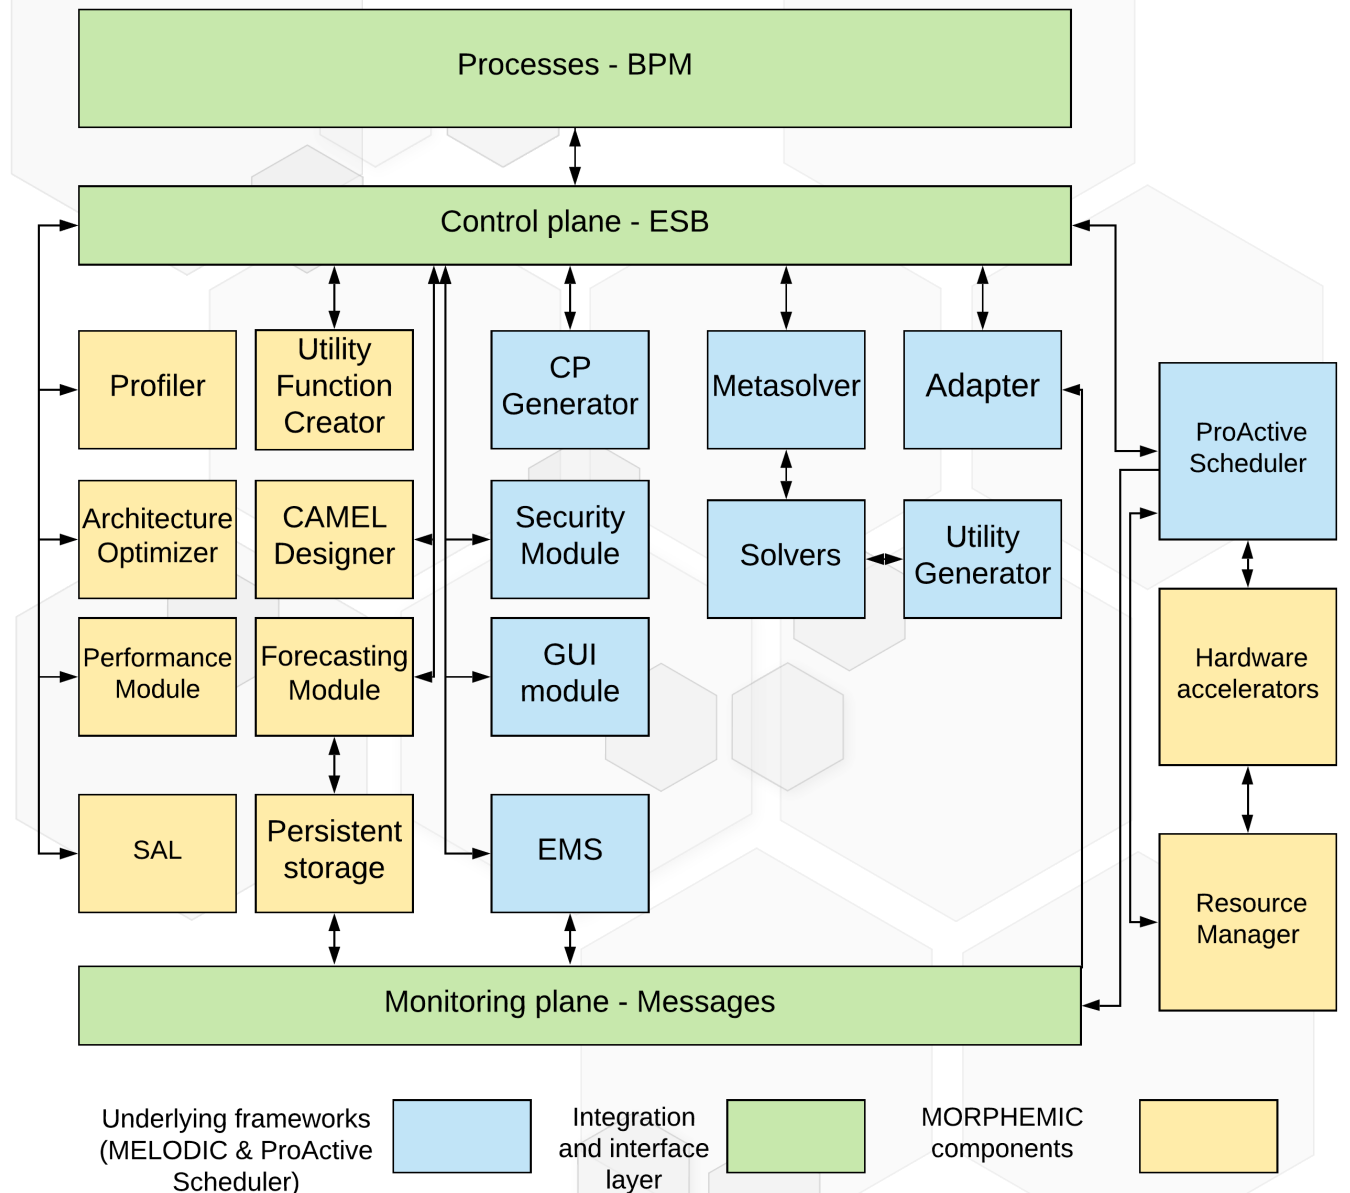 Processes - BPM
Control plane - ESB
Profiler
Utility
Function
Creator
CP
Generator
Metasolver
Adapter
ProActive
Scheduler
Architecture
Optimizer
CAMEL
Designer
Security
Module
Solvers
Utility
Generator
Performance
Module
Forecasting
Module
GUI
module
Hardware
accelerators
SAL
Persistent
storage
EMS
Resource
Manager
Monitoring plane - Messages
Underlying frameworks
(MELODIC & ProActive
Scheduler)
Integration
and interface
layer
MORPHEMIC
components